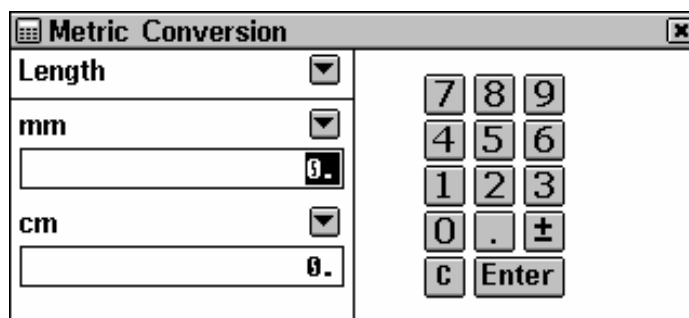 Metric Conversion
Length
mm
0.
cm
0.
7 8 9
4 5 6
1 2 3
0 . ±
C Enter